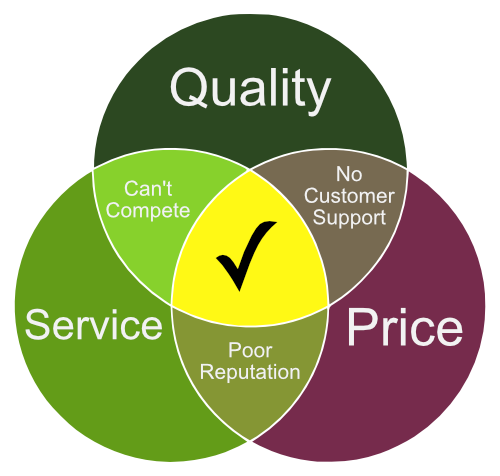 Quality
Can't
Compete
No
Customer
Support
Service
Price
Poor
Reputation